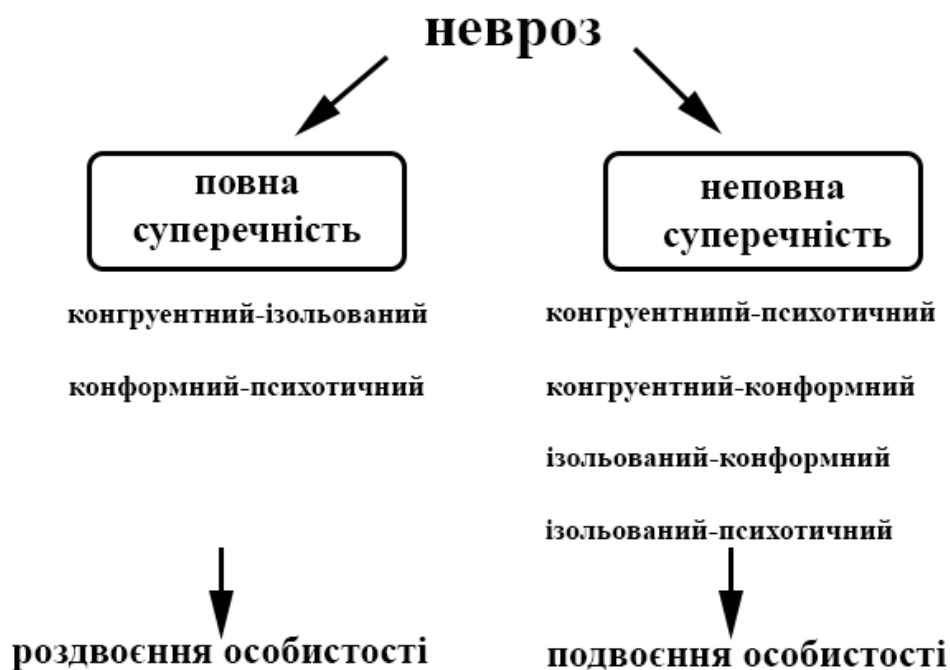 невроз
повна
суперечність
неповна
суперечність
конгруентний-ізольований
конформний-психотичний
конгруентнипй-психотичний
конгруентний-конформний
ізольований-конформний
ізольований-психотичний
роздвоєння особистості
подвоєння особистості